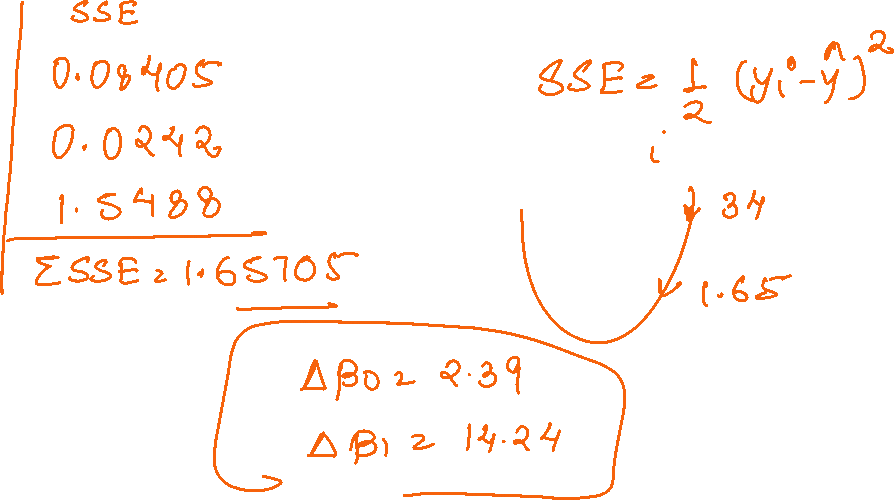 SSE
0.08405
0.0242
1.5488
ΣSSE = 1.65705
SSE = 1/2 (yi - ŷ)²
i
34
1.65
Δβ0 = 2.39
Δβ1 = 14.24